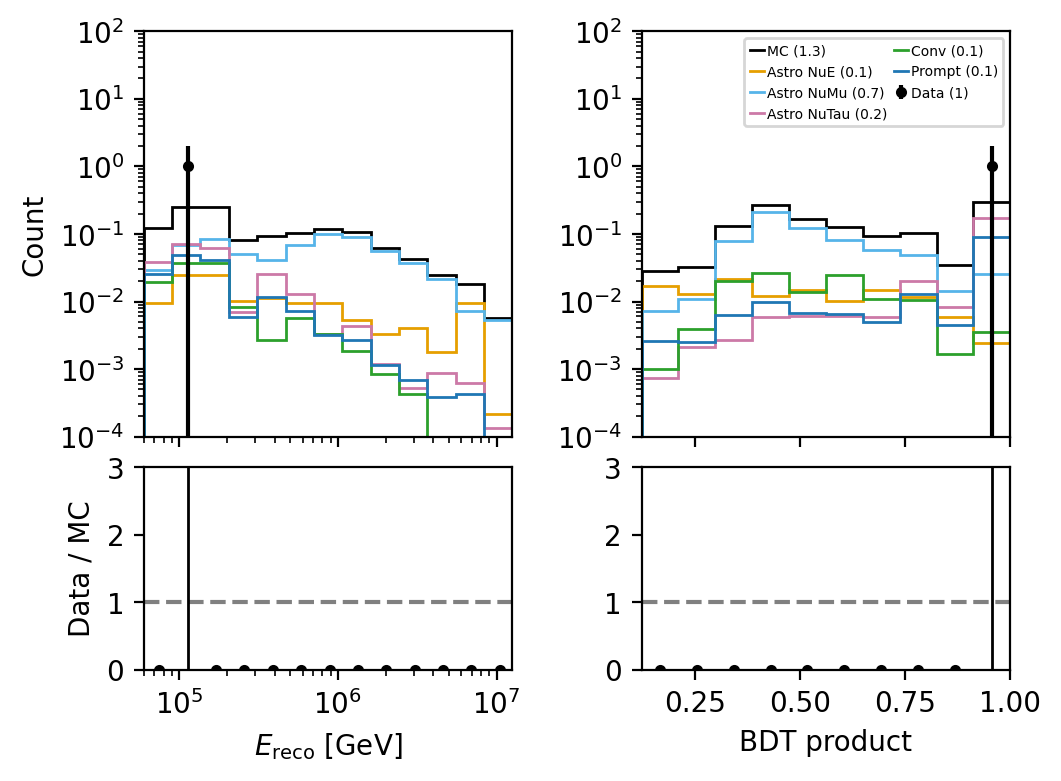 10²
10¹
10⁰
10⁻¹
10⁻²
10⁻³
10⁻⁴
Count
10²
10¹
10⁰
10⁻¹
10⁻²
10⁻³
10⁻⁴
MC (1.3)
Astro NuE (0.1)
Astro NuMu (0.7)
Astro NuTau (0.2)
Conv (0.1)
Prompt (0.1)
Data (1)
3
2
1
0
Data / MC
10⁵
10⁶
10⁷
E_reco [GeV]
3
2
1
0
0.25
0.50
0.75
1.00
BDT product